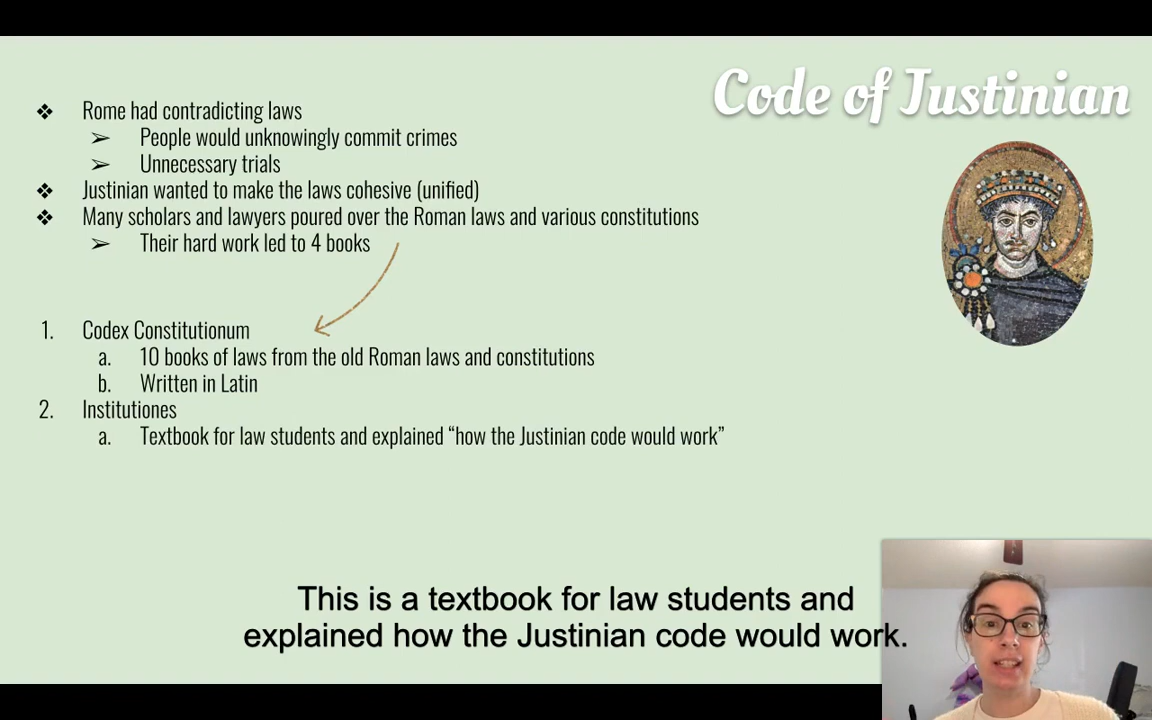 Code of Justinian
❖ Rome had contradicting laws
➢ People would unknowingly commit crimes
➢ Unnecessary trials
❖ Justinian wanted to make the laws cohesive (unified)
❖ Many scholars and lawyers poured over the Roman laws and various constitutions
➢ Their hard work led to 4 books
1. Codex Constitutionum
a. 10 books of laws from the old Roman laws and constitutions
b. Written in Latin
2. Institutiones
a. Textbook for law students and explained “how the Justinian code would work”
This is a textbook for law students and
explained how the Justinian code would work.